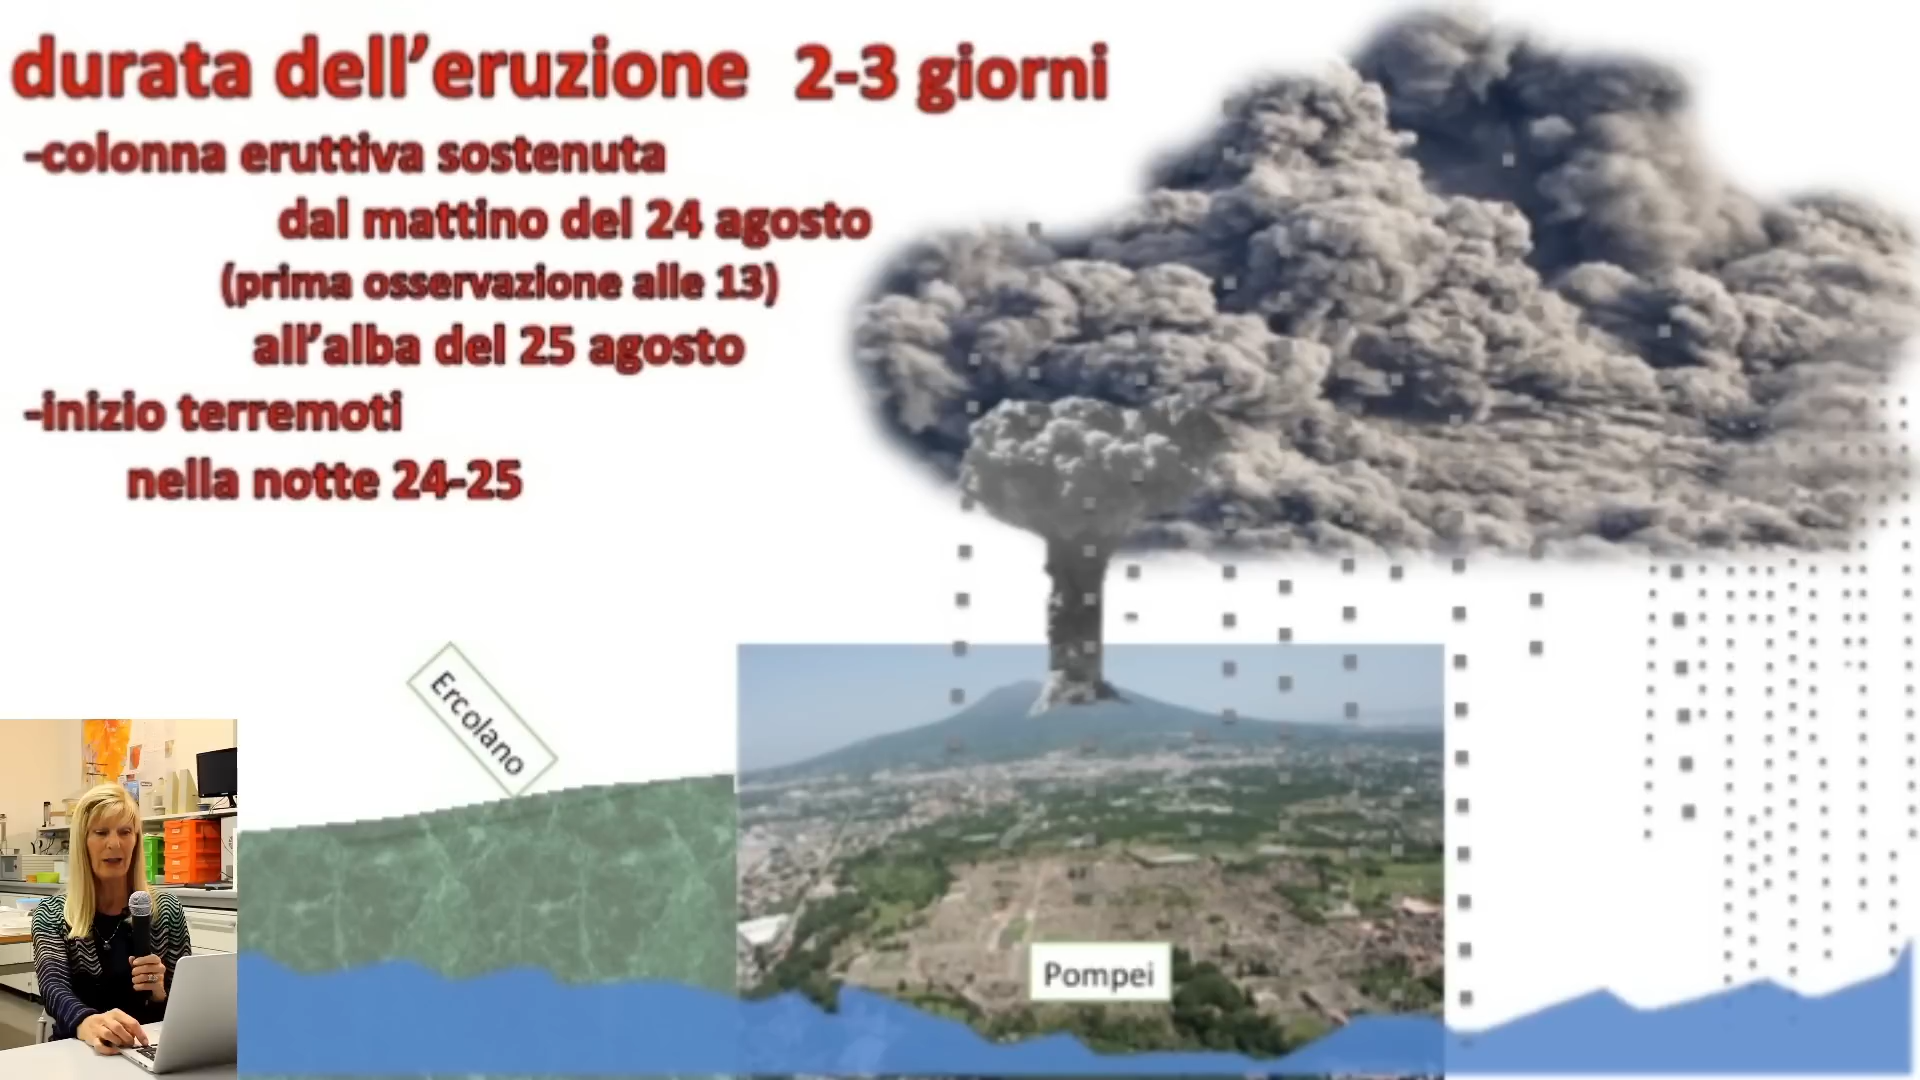 durata dell’eruzione 2-3 giorni
-colonna eruttiva sostenuta
dal mattino del 24 agosto
(prima osservazione alle 13)
all’alba del 25 agosto
-inizio terremoti
nella notte 24-25
Ercolano
Pompei